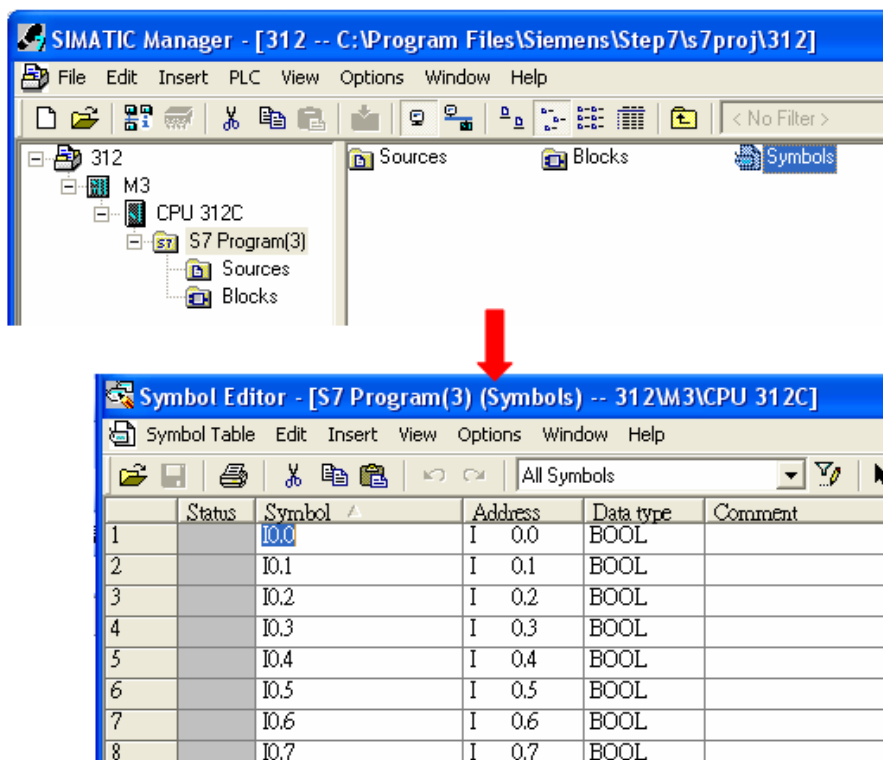 SIMATIC Manager - [312 -- C:\Program Files\Siemens\Step7\s7proj\312]
File Edit Insert PLC View Options Window Help
< No Filter >
312
M3
CPU 312C
S7 Program(3)
Sources
Blocks
Sources Blocks Symbols
Symbol Editor - [S7 Program(3) (Symbols) -- 312\M3\CPU 312C]
Symbol Table Edit Insert View Options Window Help
All Symbols
Status Symbol Address Data type Comment
1 I0.0 I 0.0 BOOL
2 I0.1 I 0.1 BOOL
3 I0.2 I 0.2 BOOL
4 I0.3 I 0.3 BOOL
5 I0.4 I 0.4 BOOL
6 I0.5 I 0.5 BOOL
7 I0.6 I 0.6 BOOL
8 I0.7 I 0.7 BOOL